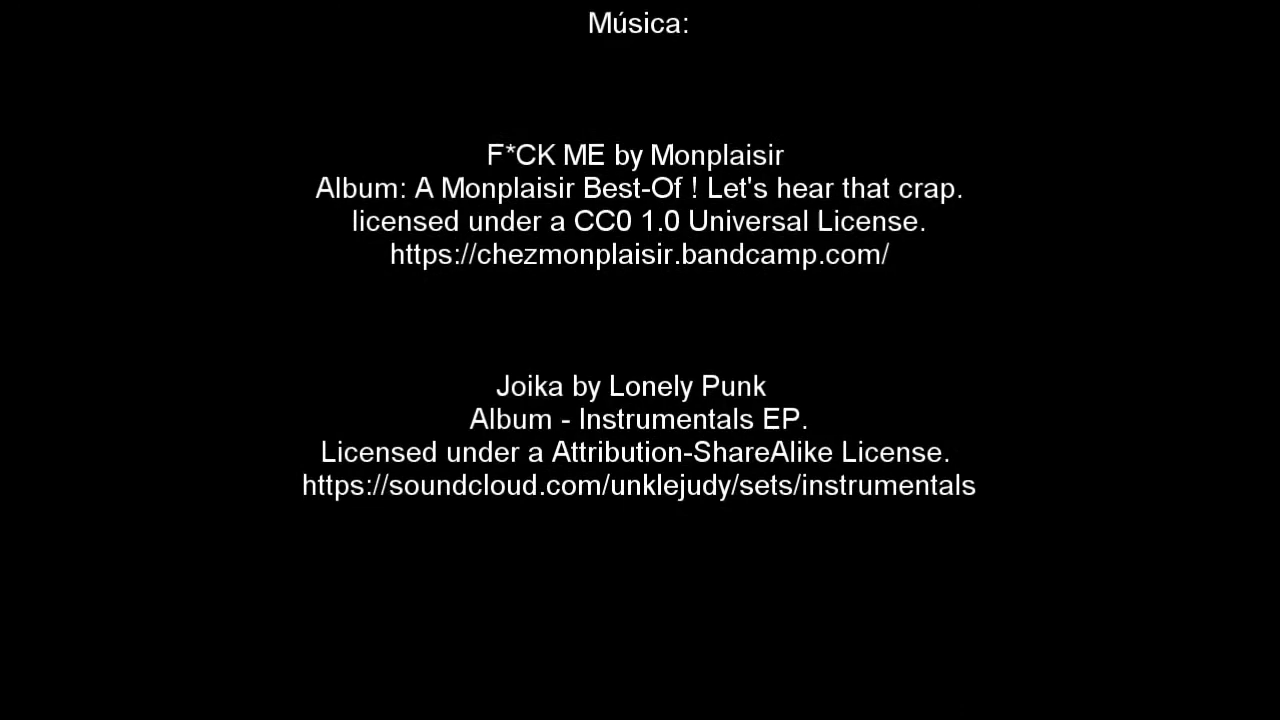 Música:
F*CK ME by Monplaisir
Album: A Monplaisir Best-Of ! Let's hear that crap.
licensed under a CC0 1.0 Universal License.
https://chezmonplaisir.bandcamp.com/
Joika by Lonely Punk
Album - Instrumentals EP.
Licensed under a Attribution-ShareAlike License.
https://soundcloud.com/unklejudy/sets/instrumentals